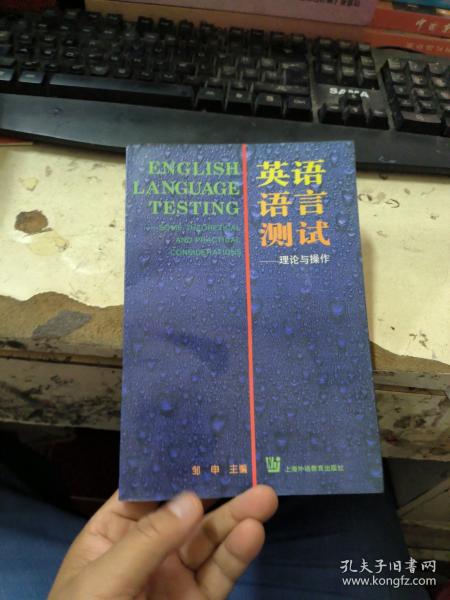 ENGLISH
LANGUAGE
TESTING
——SOME THEORETICAL
AND PRACTICAL
CONSIDERATIONS
英语
语言
测试
——理论与操作
邹 申 主编
上海外语教育出版社
SAMA
孔夫子旧书网
www.kongfz.com